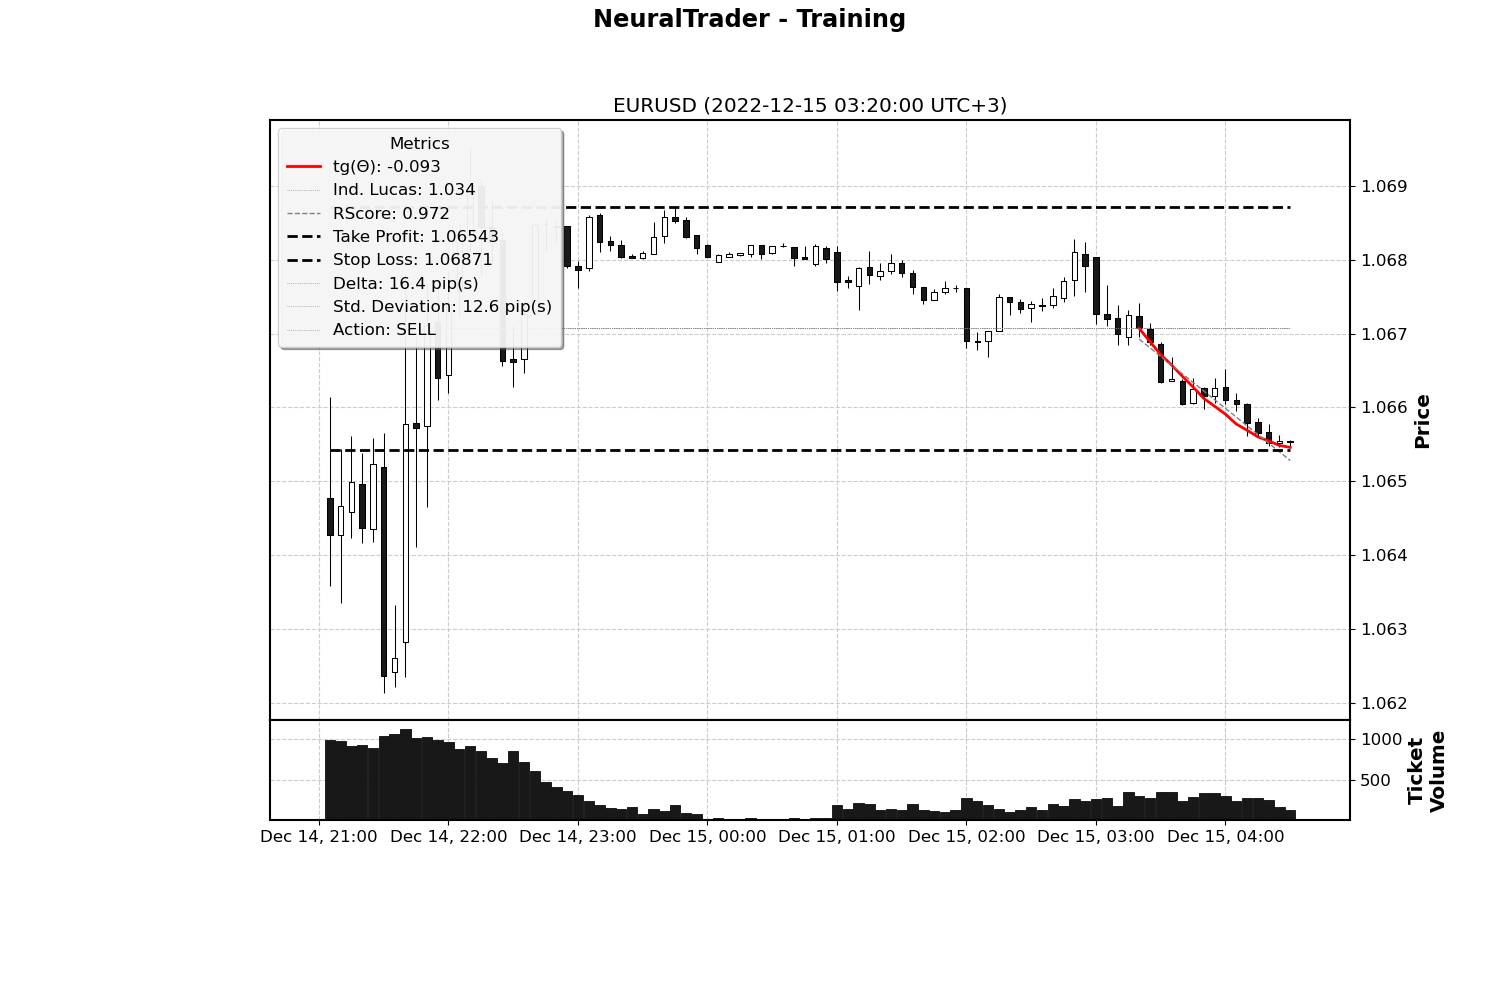 NeuralTrader - Training
EURUSD (2022-12-15 03:20:00 UTC+3)
Metrics
tg(Θ): -0.093
Ind. Lucas: 1.034
RScore: 0.972
Take Profit: 1.06543
Stop Loss: 1.06871
Delta: 16.4 pip(s)
Std. Deviation: 12.6 pip(s)
Action: SELL
1.069
1.068
1.067
1.066
1.065
1.064
1.063
1.062
Price
1000
500
Ticket
Volume
Dec 14, 21:00 Dec 14, 22:00 Dec 14, 23:00 Dec 15, 00:00 Dec 15, 01:00 Dec 15, 02:00 Dec 15, 03:00 Dec 15, 04:00